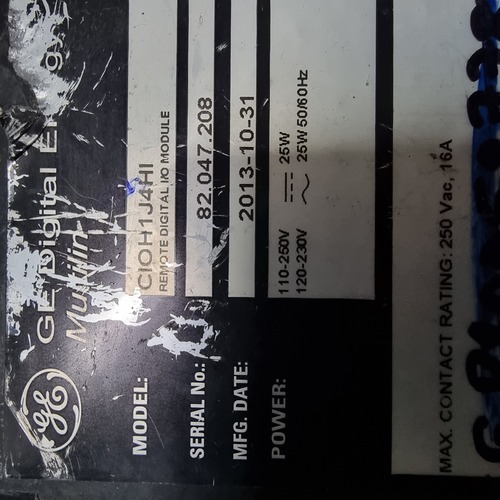 GE Digital Energy
Multilin
MODEL: CIOH1J4HI
REMOTE DIGITAL I/O MODULE
SERIAL No.: 82.047.208
MFG. DATE: 2013-10-31
POWER: 110-250V ⎓ 25W
120-230V ~ 25W 50/60Hz
MAX. CONTACT RATING: 250 Vac, 16A